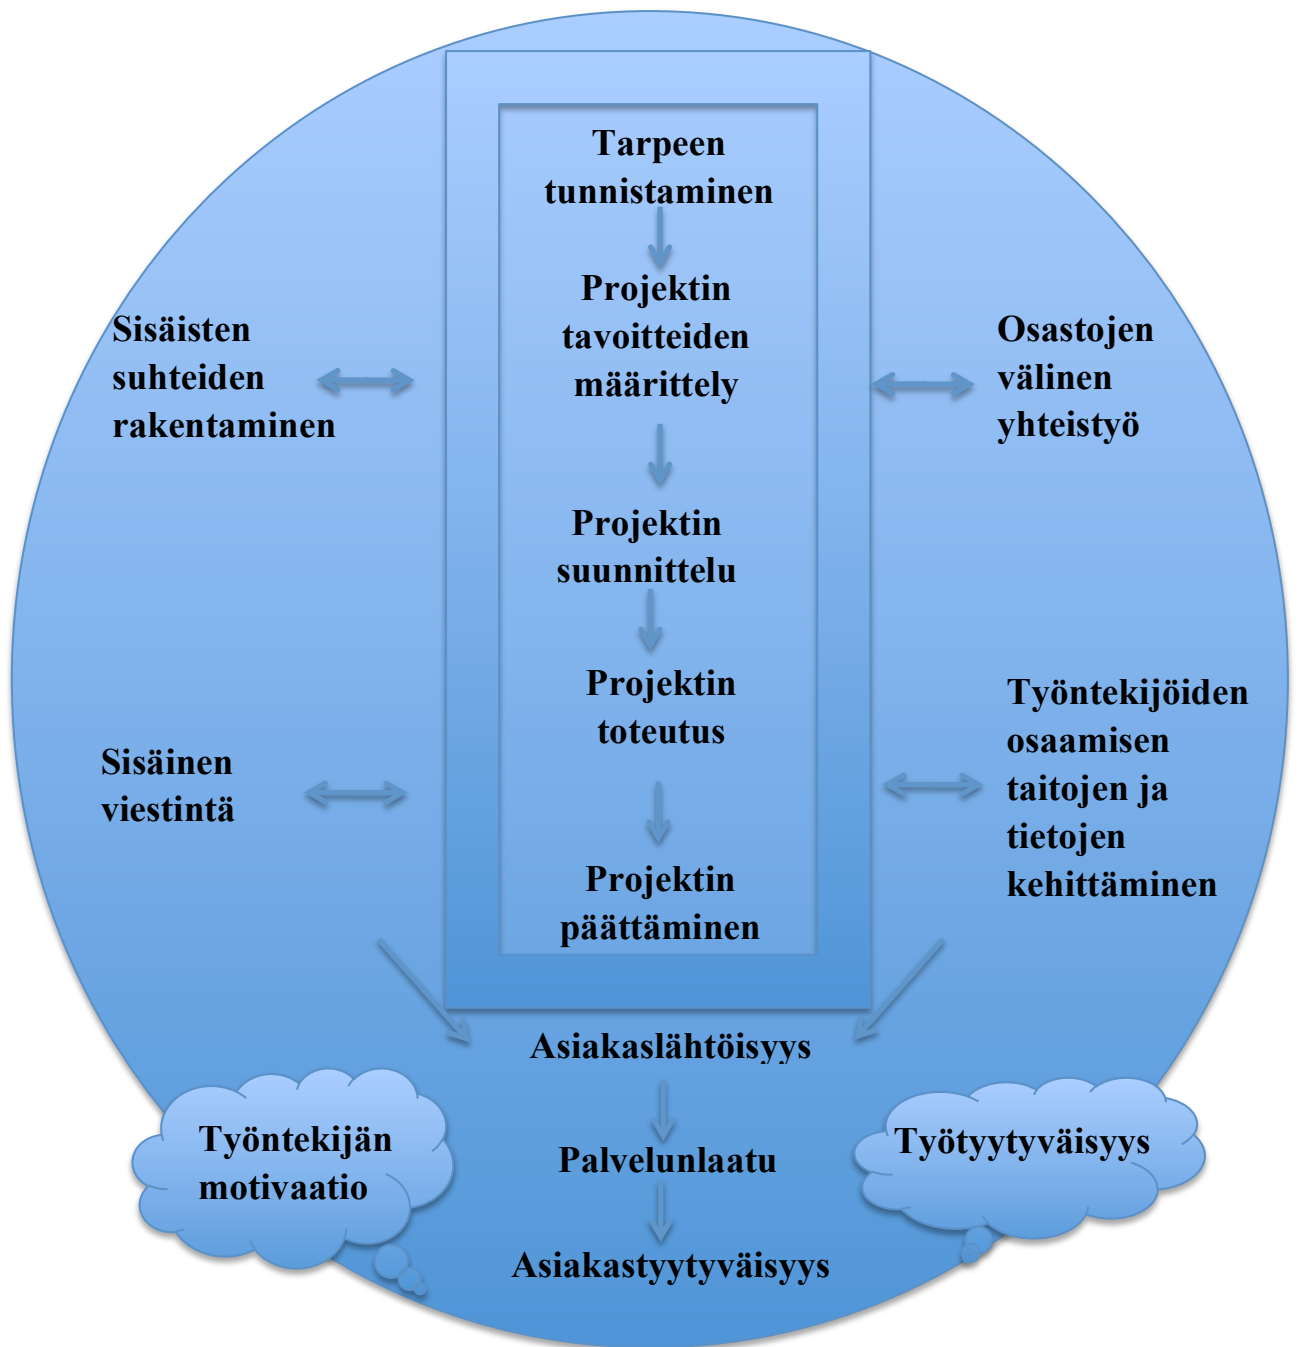 Tarpeen
tunnistaminen
Projektin
tavoitteiden
määrittely
Sisäisten
suhteiden
rakentaminen
Osastojen
välinen
yhteistyö
Projektin
suunnittelu
Projektin
toteutus
Sisäinen
viestintä
Työntekijöiden
osaamisen
taitojen ja
tietojen
kehittäminen
Projektin
päättäminen
Asiakaslähtöisyys
Työntekijän
motivaatio
Palvelunlaatu
Työtyytyväisyys
Asiakastyytyväisyys